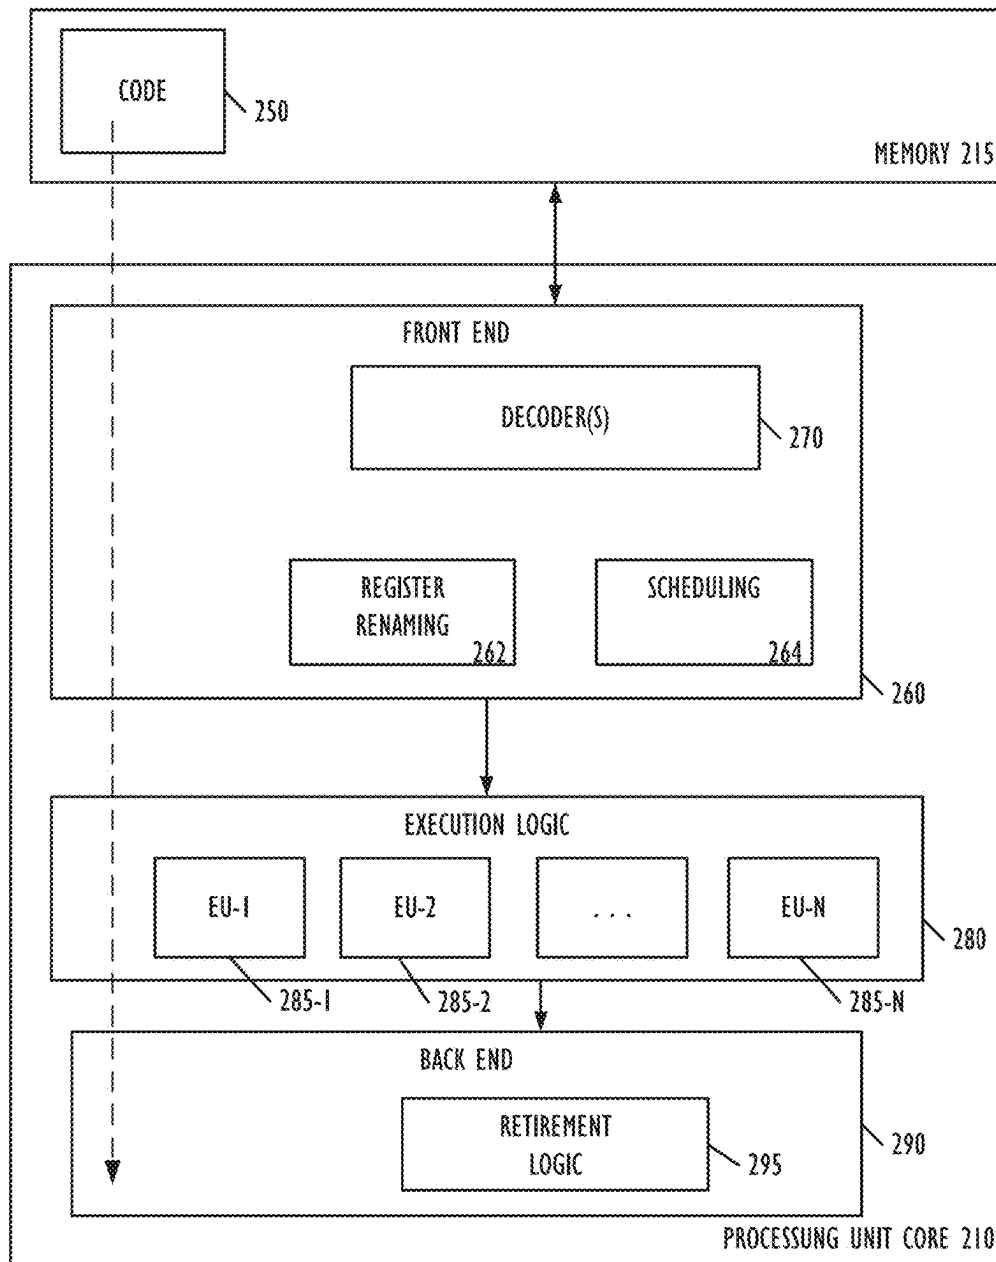 CODE
250
MEMORY 215
FRONT END
DECODER(S)
270
REGISTER
RENAMING
262
SCHEDULING
264
260
EXECUTION LOGIC
EU-1
EU-2
...
EU-N
280
285-1
285-2
285-N
BACK END
RETIREMENT
LOGIC
295
290
PROCESSUNG UNIT CORE 210